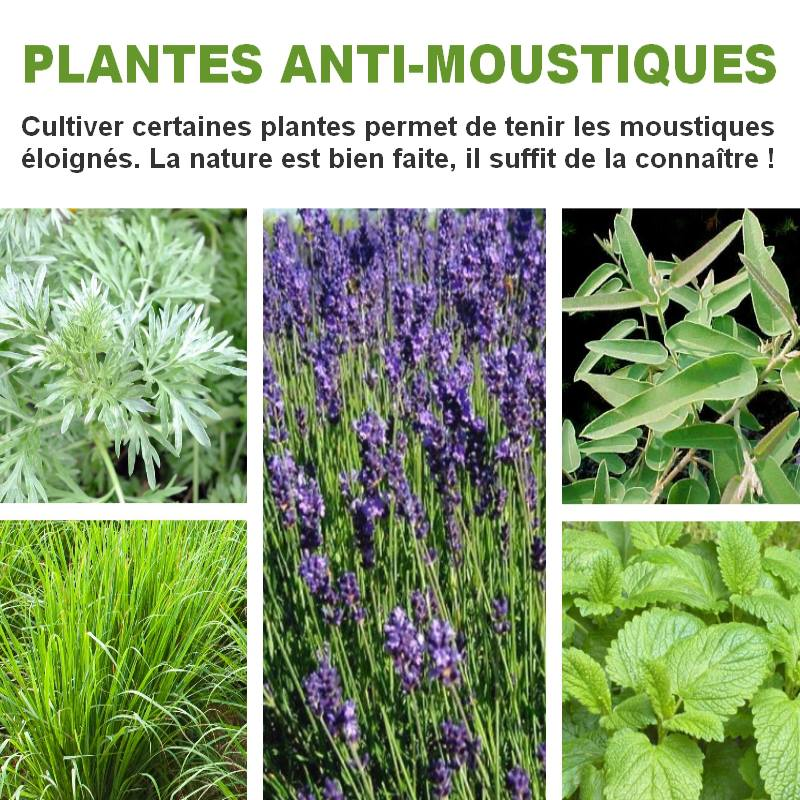 PLANTES ANTI-MOUSTIQUES
Cultiver certaines plantes permet de tenir les moustiques
éloignés. La nature est bien faite, il suffit de la connaître !